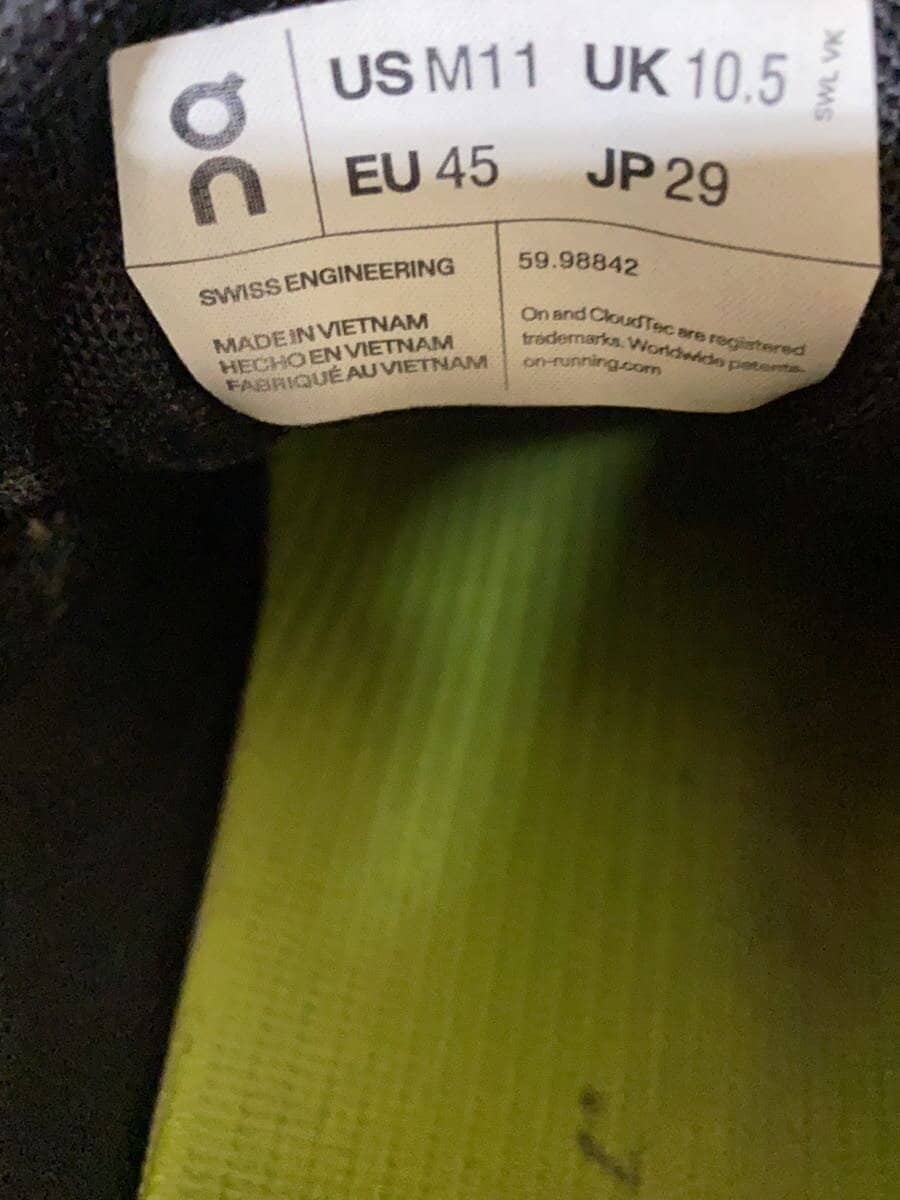 on
US M11 UK 10.5
EU 45 JP 29
SWL VK
SWISS ENGINEERING
MADE IN VIETNAM
HECHO EN VIETNAM
FABRIQUÉ AU VIETNAM
59.98842
On and CloudTec are registered
trademarks. Worldwide patents.
on-running.com